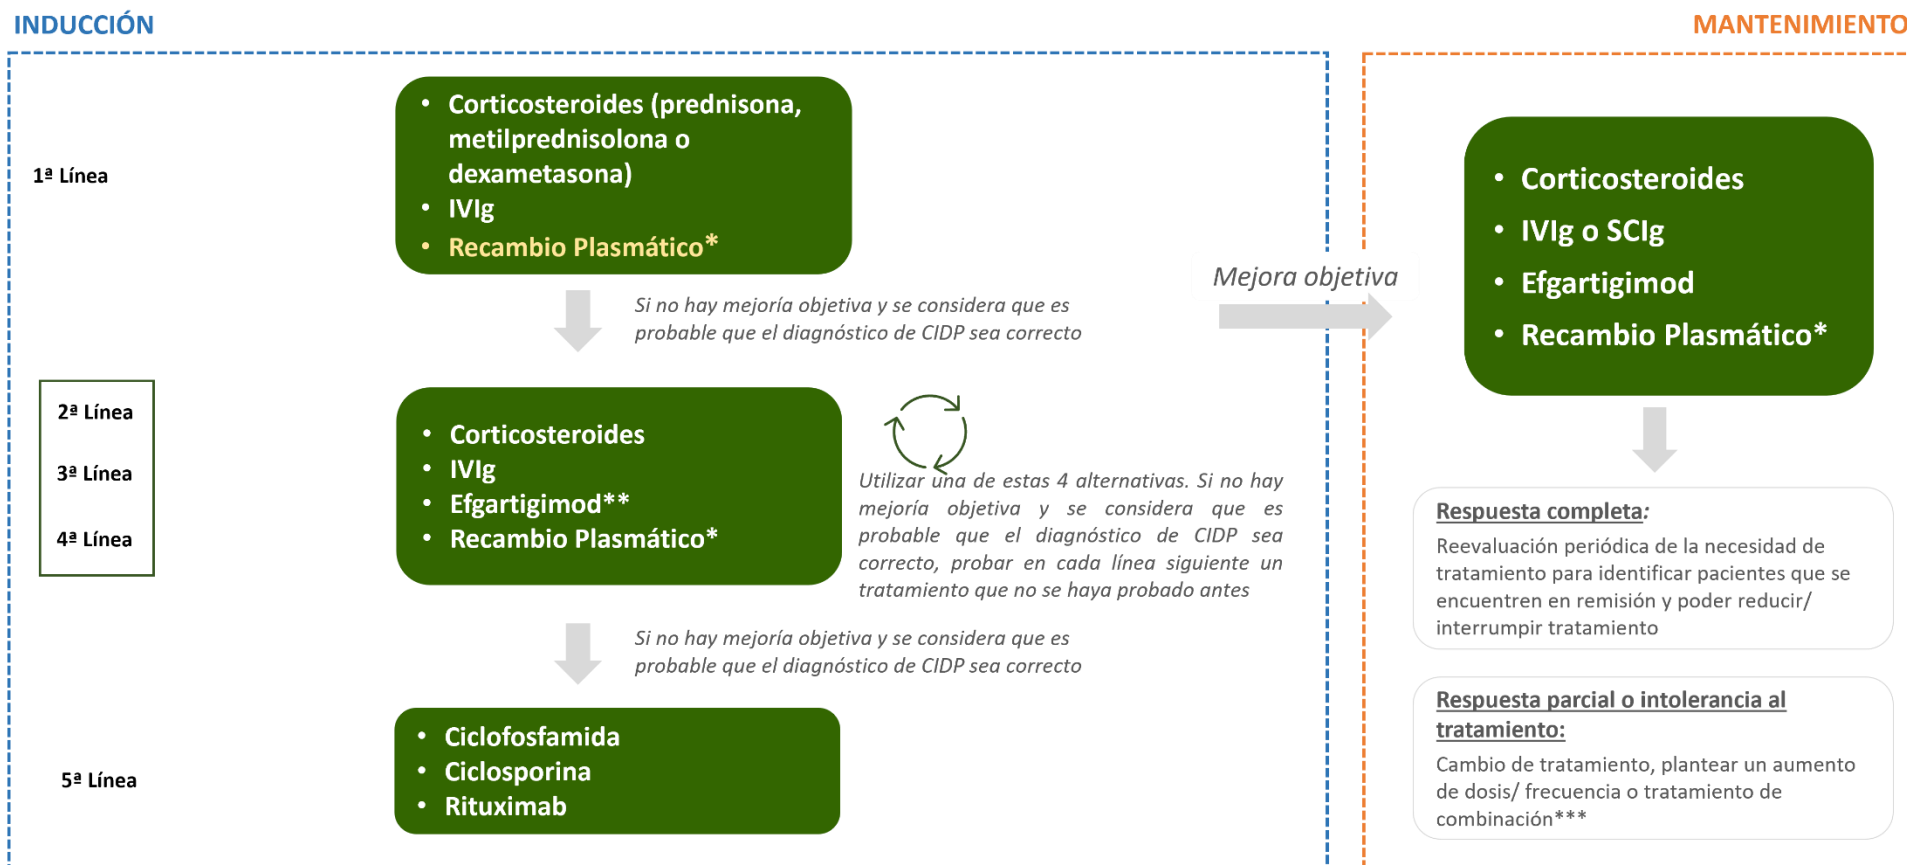 INDUCCIÓN
MANTENIMIENTO
1ª Línea
• Corticosteroides (prednisona,
metilprednisolona o
dexametasona)
• IVIg
• Recambio Plasmático*
Si no hay mejoría objetiva y se considera que es
probable que el diagnóstico de CIDP sea correcto
2ª Línea
3ª Línea
4ª Línea
• Corticosteroides
• IVIg
• Efgartigimod**
• Recambio Plasmático*
Utilizar una de estas 4 alternativas. Si no hay
mejoría objetiva y se considera que es
probable que el diagnóstico de CIDP sea
correcto, probar en cada línea siguiente un
tratamiento que no se haya probado antes
Si no hay mejoría objetiva y se considera que es
probable que el diagnóstico de CIDP sea correcto
5ª Línea
• Ciclofosfamida
• Ciclosporina
• Rituximab
Mejora objetiva
• Corticosteroides
• IVIg o SCIg
• Efgartigimod
• Recambio Plasmático*
Respuesta completa:
Reevaluación periódica de la necesidad de
tratamiento para identificar pacientes que se
encuentren en remisión y poder reducir/
interrumpir tratamiento
Respuesta parcial o intolerancia al
tratamiento:
Cambio de tratamiento, plantear un aumento
de dosis/ frecuencia o tratamiento de
combinación***